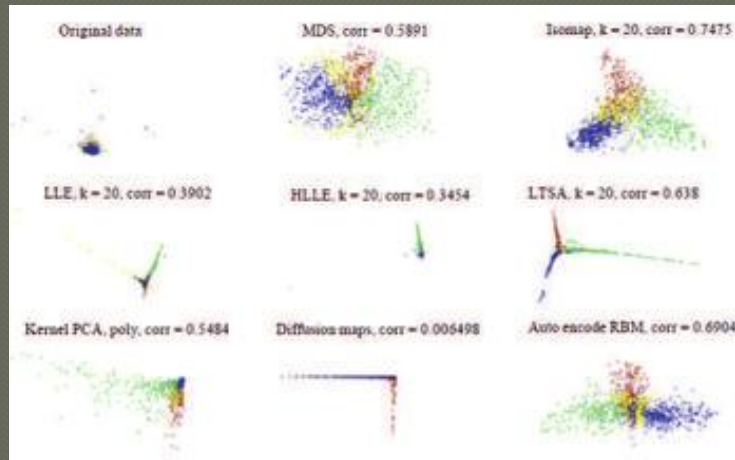 Original data
MDS, corr = 0.5891
Isomap, k = 20, corr = 0.7475
LLE, k = 20, corr = 0.3902
HLLE, k = 20, corr = 0.3454
LTSA, k = 20, corr = 0.638
Kernel PCA, poly, corr = 0.5484
Diffusion maps, corr = 0.006498
Auto encode RBM, corr = 0.6904